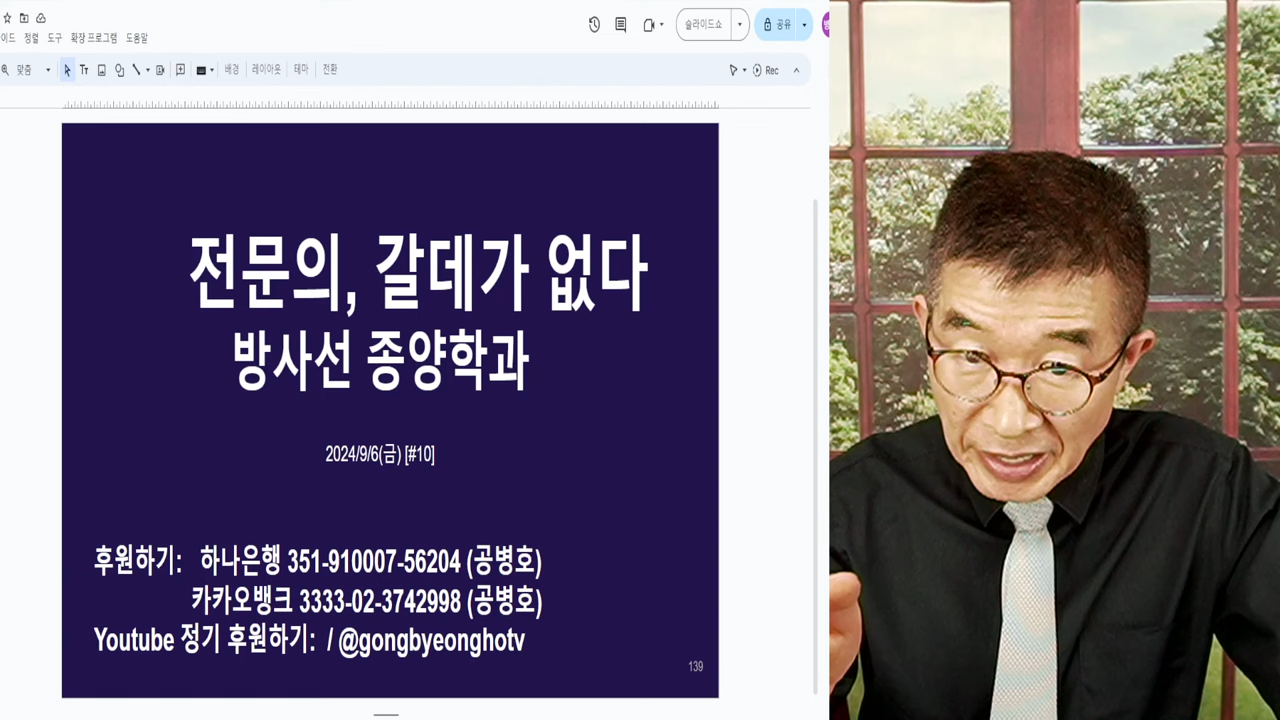 이드 정렬 도구 확장 프로그램 도움말
슬라이드쇼
공유
맞춤
배경 레이아웃 테마 전환
Rec
전문의, 갈데가 없다
방사선 종양학과
2024/9/6(금) [#10]
후원하기: 하나은행 351-910007-56204 (공병호)
카카오뱅크 3333-02-3742998 (공병호)
Youtube 정기 후원하기: / @gongbyeonghotv
139